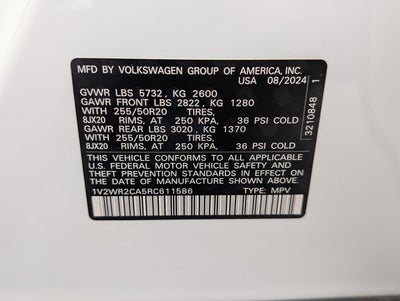 MFD BY VOLKSWAGEN GROUP OF AMERICA, INC.
USA 08/2024
GVWR LBS 5732, KG 2600
GAWR FRONT LBS 2822, KG 1280
WITH 255/50R20 TIRES,
8JX20 RIMS, AT 250 KPA, 36 PSI COLD
GAWR REAR LBS 3020, KG 1370
WITH 255/50R20 TIRES,
8JX20 RIMS, AT 250 KPA, 36 PSI COLD
THIS VEHICLE CONFORMS TO ALL APPLICABLE
U.S. FEDERAL MOTOR VEHICLE SAFETY AND
THEFT PREVENTION STANDARDS IN EFFECT ON
THE DATE OF MANUFACTURE SHOWN ABOVE.
1V2WR2CA5RC611586 TYPE: MPV
3210848 1